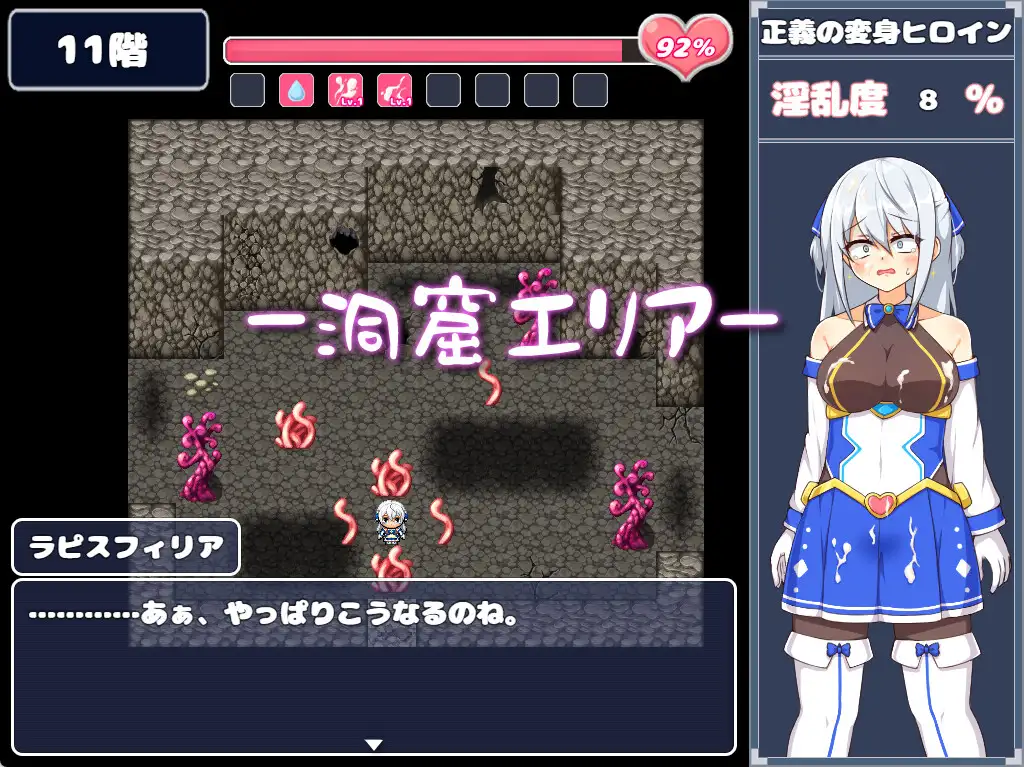 11階
92%
正義の変身ヒロイン
淫乱度 8 %
Lv.1
Lv.1
ー洞窟エリアー
ラピスフィリア
…………あぁ、やっぱりこうなるのね。